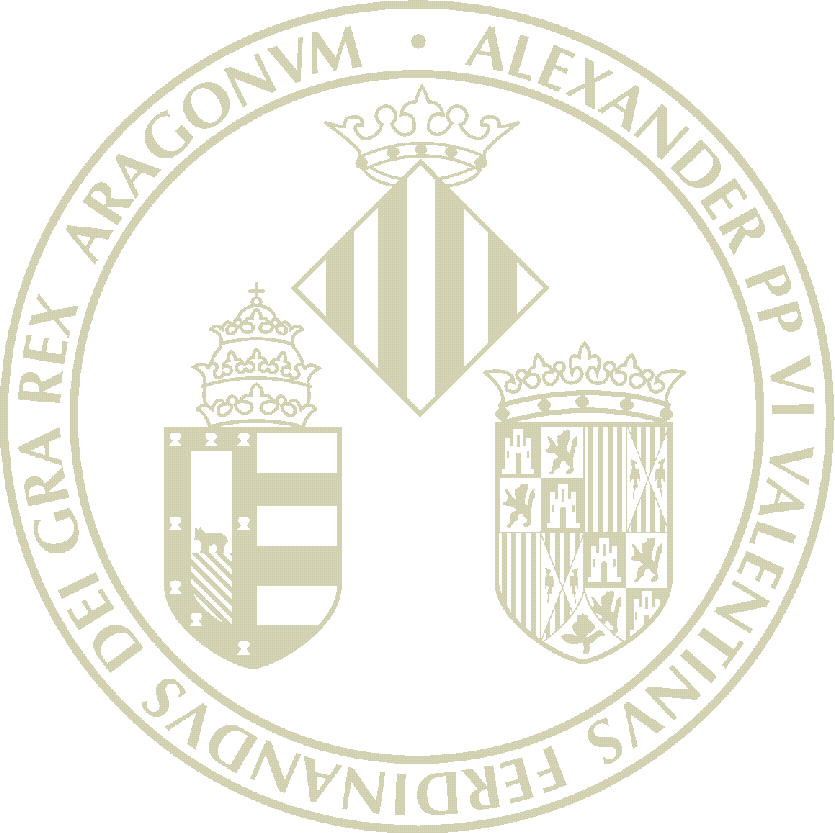 ALEXANDER PP VI VALENTINVS FERDINANDVS DEI GRA REX ARAGONVM •